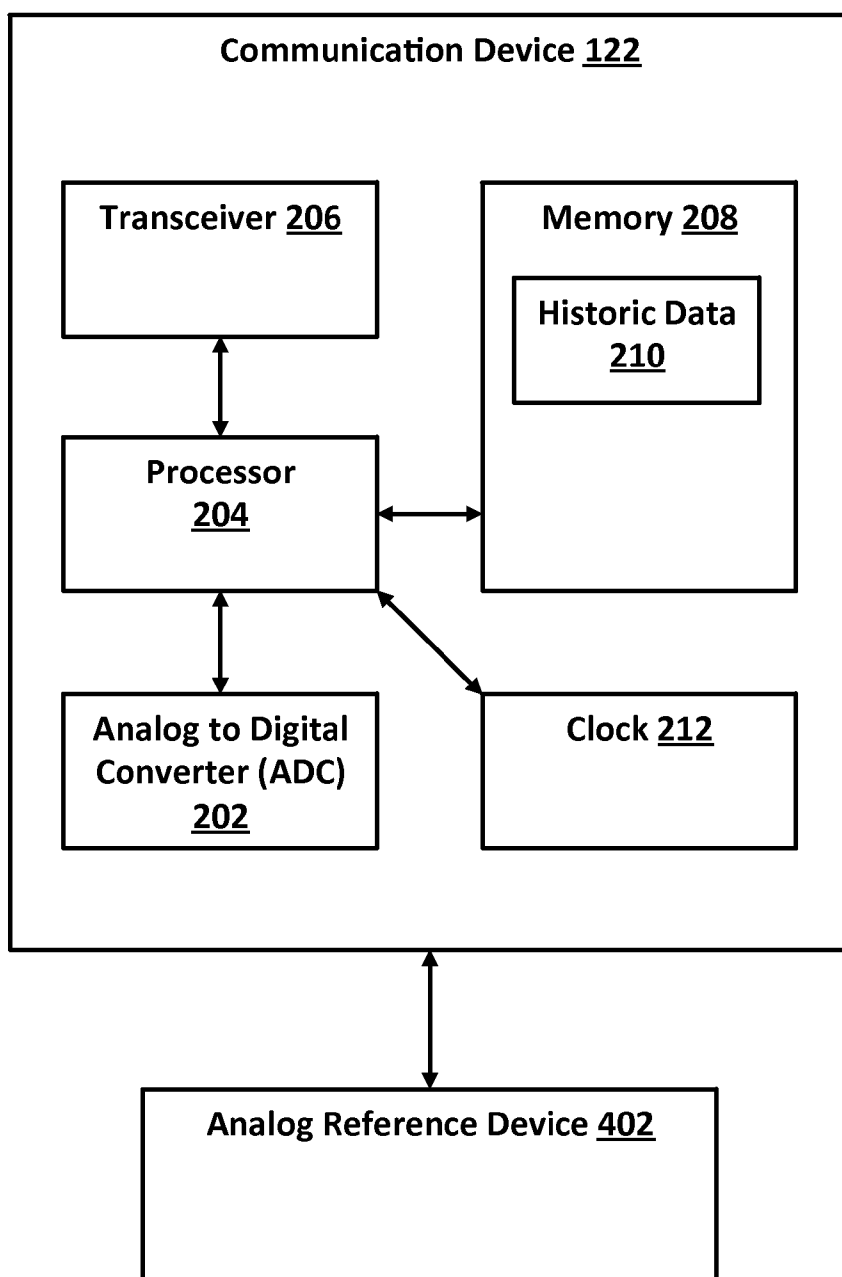 Communication Device 122
Transceiver 206
Memory 208
Historic Data
210
Processor
204
Analog to Digital
Converter (ADC)
202
Clock 212
Analog Reference Device 402